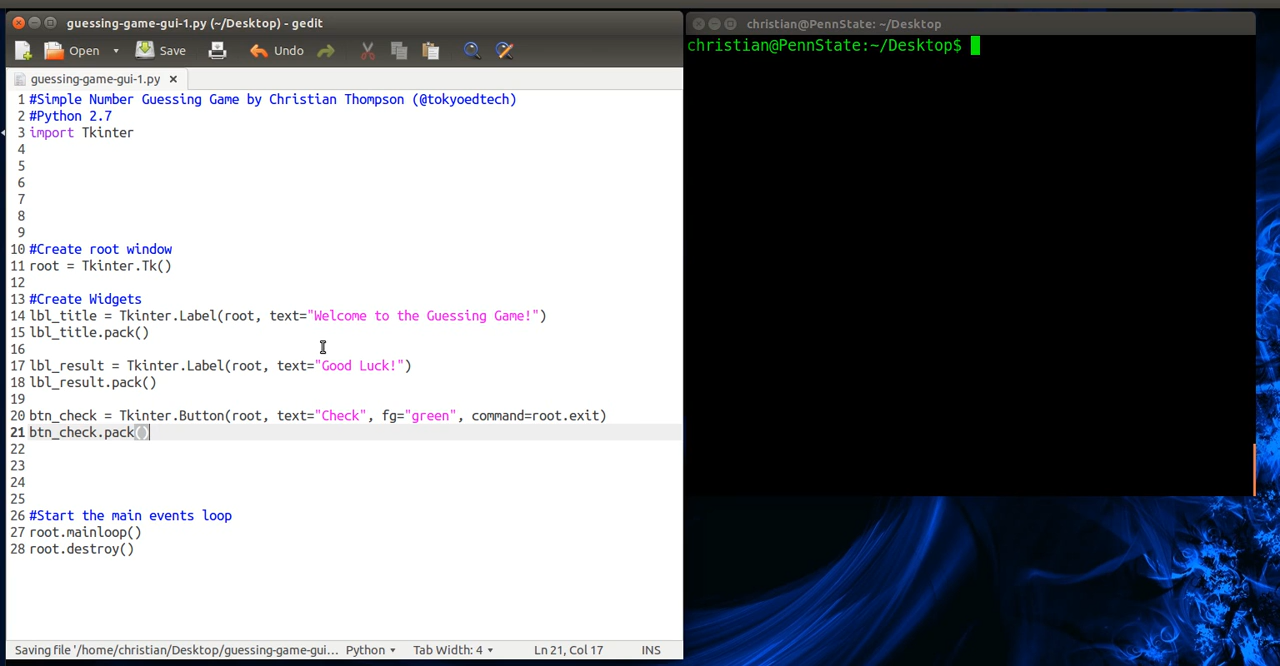 guessing-game-gui-1.py (~/Desktop) - gedit
Open Save Undo
guessing-game-gui-1.py
1 #Simple Number Guessing Game by Christian Thompson (@tokyoedtech)
2 #Python 2.7
3 import Tkinter
4
5
6
7
8
9
10 #Create root window
11 root = Tkinter.Tk()
12
13 #Create Widgets
14 lbl_title = Tkinter.Label(root, text="Welcome to the Guessing Game!")
15 lbl_title.pack()
16
17 lbl_result = Tkinter.Label(root, text="Good Luck!")
18 lbl_result.pack()
19
20 btn_check = Tkinter.Button(root, text="Check", fg="green", command=root.exit)
21 btn_check.pack()
22
23
24
25
26 #Start the main events loop
27 root.mainloop()
28 root.destroy()
Saving file '/home/christian/Desktop/guessing-game-gui... Python Tab Width: 4 Ln 21, Col 17 INS
christian@PennState: ~/Desktop
christian@PennState:~/Desktop$